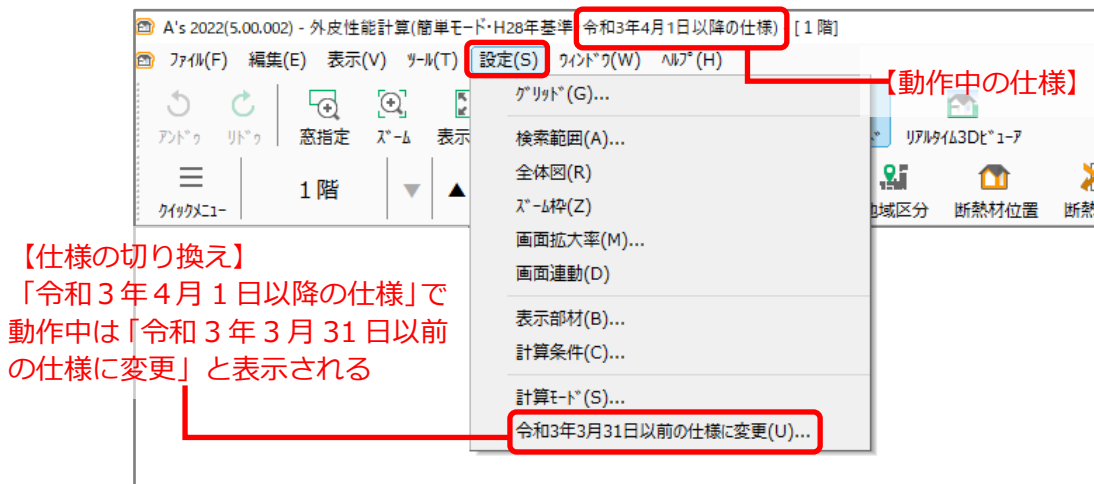 A's 2022(5.00.002) - 外皮性能計算(簡単モード･H28年基準 令和3年4月1日以降の仕様) [ 1 階]
ﾌｧｲﾙ(F) 編集(E) 表示(V) ﾂｰﾙ(T) 設定(S) ｳｨﾝﾄﾞｳ(W) ﾍﾙﾌﾟ(H)
【動作中の仕様】
ｱﾝﾄﾞｩ ﾘﾄﾞｩ 窓指定 ｽﾞｰﾑ 表示 ﾘｱﾙﾀｲﾑ3Dﾋﾞｭｰｱ
ｸｲｯｸﾒﾆｭｰ 1 階 ▼ ▲ 地域区分 断熱材位置 断熱
ｸﾞﾘｯﾄﾞ(G)...
検索範囲(A)...
全体図(R)
ｽﾞｰﾑ枠(Z)
画面拡大率(M)...
画面連動(D)
表示部材(B)...
計算条件(C)...
計算ﾓｰﾄﾞ(S)...
令和3年3月31日以前の仕様に変更(U)...
【仕様の切り換え】
「令和３年４月１日以降の仕様」で
動作中は「令和３年３月 31 日以前
の仕様に変更」と表示される